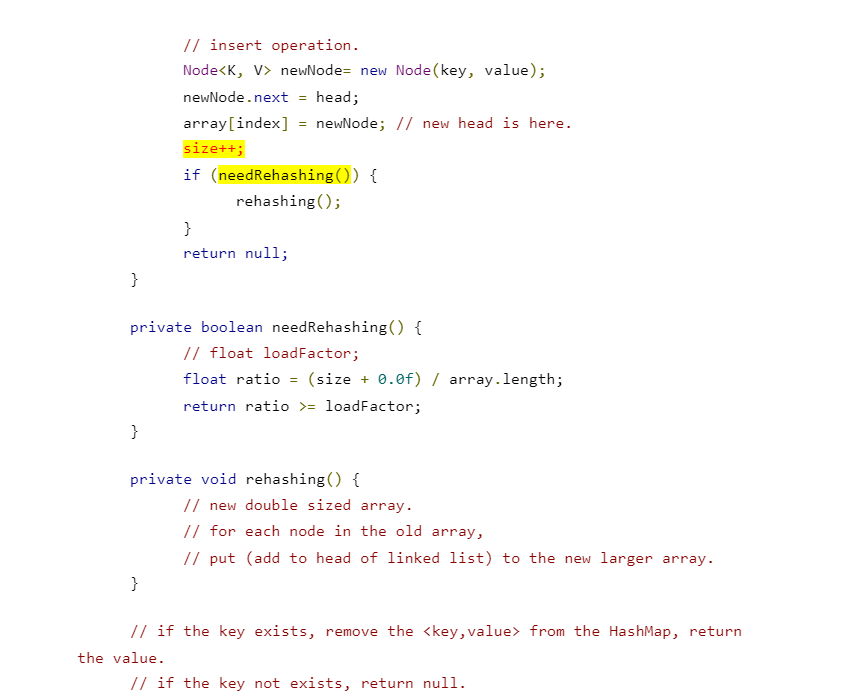 // insert operation.
Node<K, V> newNode= new Node(key, value);
newNode.next = head;
array[index] = newNode; // new head is here.
size++;
if (needRehashing()) {
rehashing();
}
return null;
}
private boolean needRehashing() {
// float loadFactor;
float ratio = (size + 0.0f) / array.length;
return ratio >= loadFactor;
}
private void rehashing() {
// new double sized array.
// for each node in the old array,
// put (add to head of linked list) to the new larger array.
}
// if the key exists, remove the <key,value> from the HashMap, return
the value.
// if the key not exists, return null.